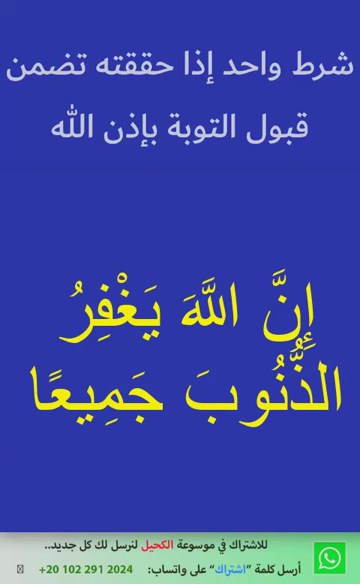 شرط واحد إذا حققته تضمن
قبول التوبة بإذن الله
إِنَّ اللَّهَ يَغْفِرُ
الذُّنُوبَ جَمِيعًا
للاشتراك في موسوعة الكحيل لنرسل لك كل جديد..
أرسل كلمة "اشتراك" على واتساب: +20 102 291 2024